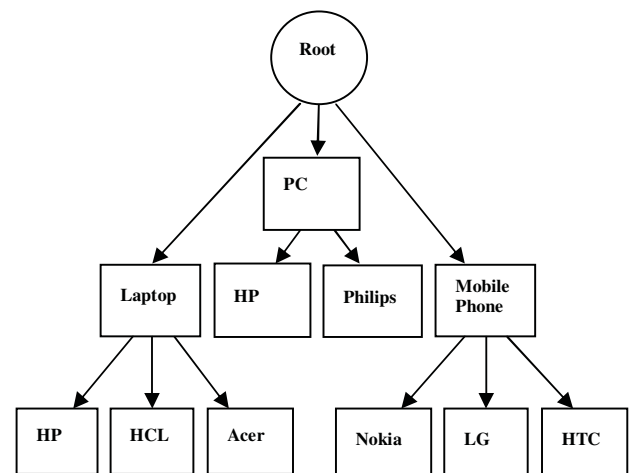 Root
PC
Laptop
HP
Philips
Mobile
Phone
HP
HCL
Acer
Nokia
LG
HTC